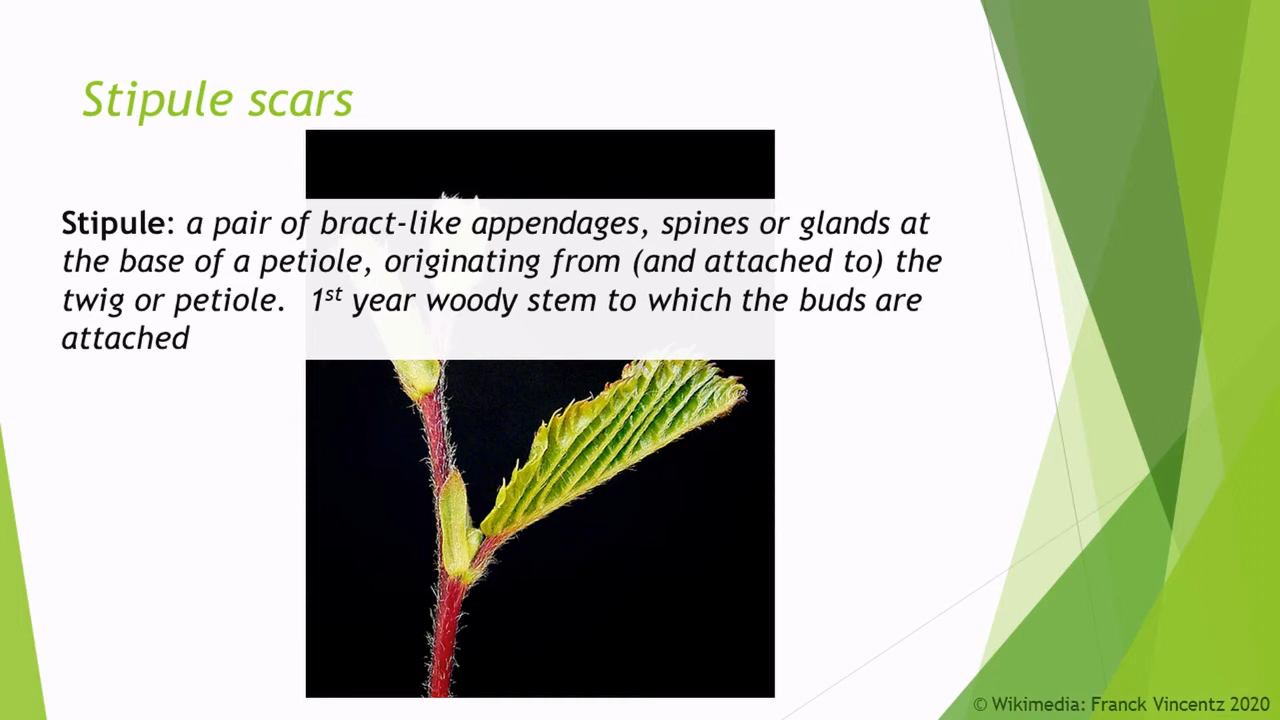 Stipule scars
Stipule: a pair of bract-like appendages, spines or glands at
the base of a petiole, originating from (and attached to) the
twig or petiole.  1st year woody stem to which the buds are
attached
© Wikimedia: Franck Vincentz 2020